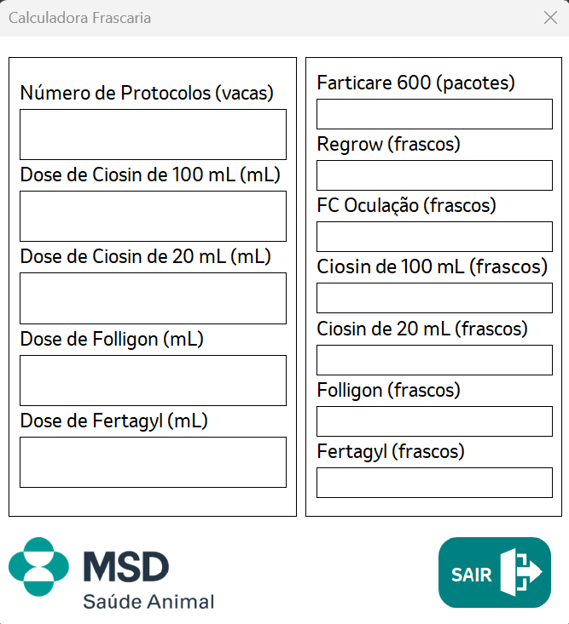 Calculadora Frascaria
Número de Protocolos (vacas)
Dose de Ciosin de 100 mL (mL)
Dose de Ciosin de 20 mL (mL)
Dose de Folligon (mL)
Dose de Fertagyl (mL)
Farticare 600 (pacotes)
Regrow (frascos)
FC Oculação (frascos)
Ciosin de 100 mL (frascos)
Ciosin de 20 mL (frascos)
Folligon (frascos)
Fertagyl (frascos)
MSD
Saúde Animal
SAIR